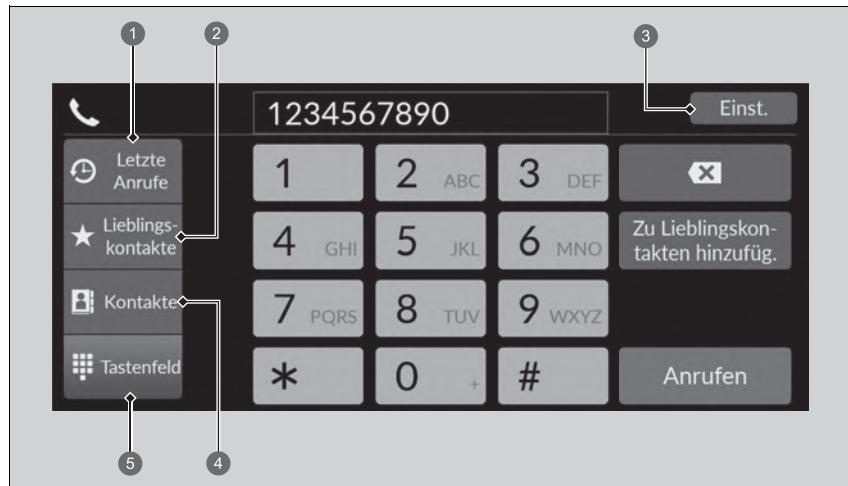 1
2
3
1234567890
Einst.
Letzte
Anrufe
1
2 ABC
3 DEF
Lieblings-
kontakte
4 GHI
5 JKL
6 MNO
Zu Lieblingskon-
takten hinzufüg.
Kontakte
7 PQRS
8 TUV
9 WXYZ
Tastenfeld
*
0 +
#
Anrufen
5
4